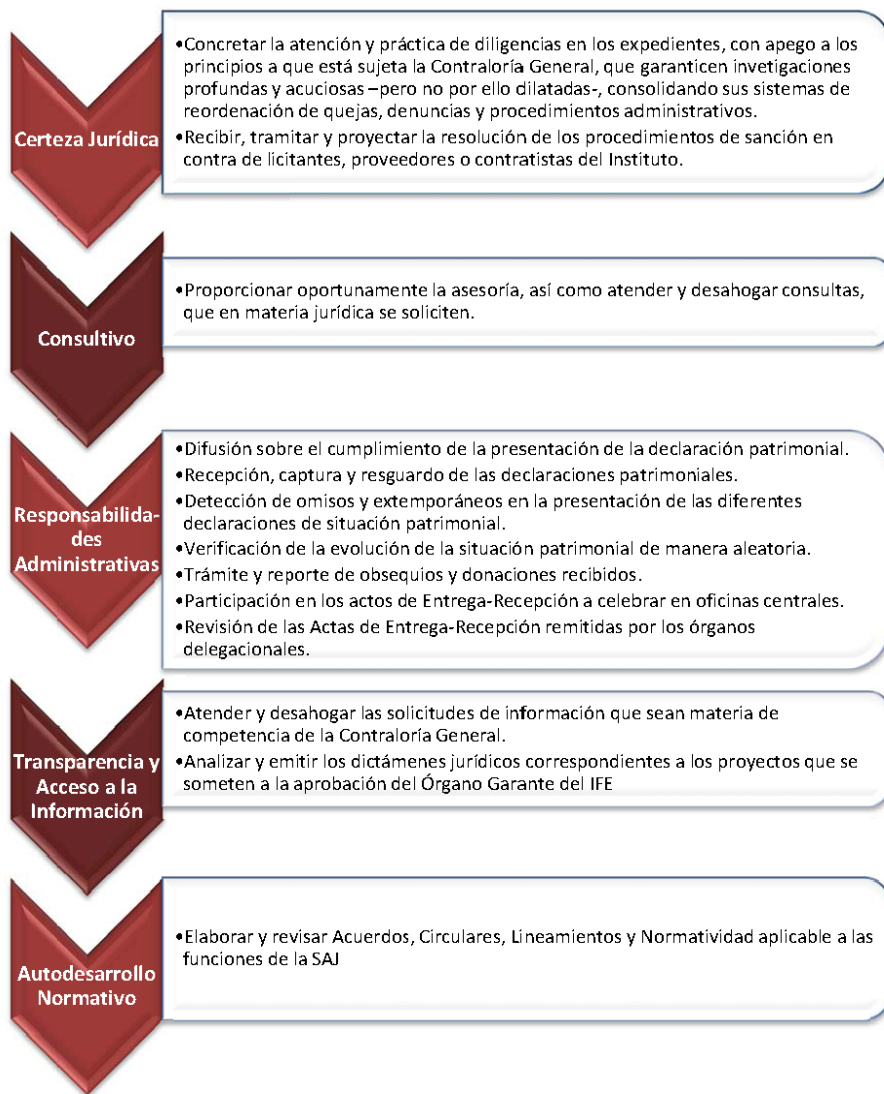 Certeza Jurídica
•Concretar la atención y práctica de diligencias en los expedientes, con apego a los
principios a que está sujeta la Contraloría General, que garanticen invetigaciones
profundas y acuciosas –pero no por ello dilatadas-, consolidando sus sistemas de
reordenación de quejas, denuncias y procedimientos administrativos.
•Recibir, tramitar y proyectar la resolución de los procedimientos de sanción en
contra de licitantes, proveedores o contratistas del Instituto.
Consultivo
•Proporcionar oportunamente la asesoría, así como atender y desahogar consultas,
que en materia jurídica se soliciten.
Responsabilida-
des
Administrativas
•Difusión sobre el cumplimiento de la presentación de la declaración patrimonial.
•Recepción, captura y resguardo de las declaraciones patrimoniales.
•Detección de omisos y extemporáneos en la presentación de las diferentes
declaraciones de situación patrimonial.
•Verificación de la evolución de la situación patrimonial de manera aleatoria.
•Trámite y reporte de obsequios y donaciones recibidos.
•Participación en los actos de Entrega-Recepción a celebrar en oficinas centrales.
•Revisión de las Actas de Entrega-Recepción remitidas por los órganos
delegacionales.
Transparencia y
Acceso a la
Información
•Atender y desahogar las solicitudes de información que sean materia de
competencia de la Contraloría General.
•Analizar y emitir los dictámenes jurídicos correspondientes a los proyectos que se
someten a la aprobación del Órgano Garante del IFE
Autodesarrollo
Normativo
•Elaborar y revisar Acuerdos, Circulares, Lineamientos y Normatividad aplicable a las
funciones de la SAJ